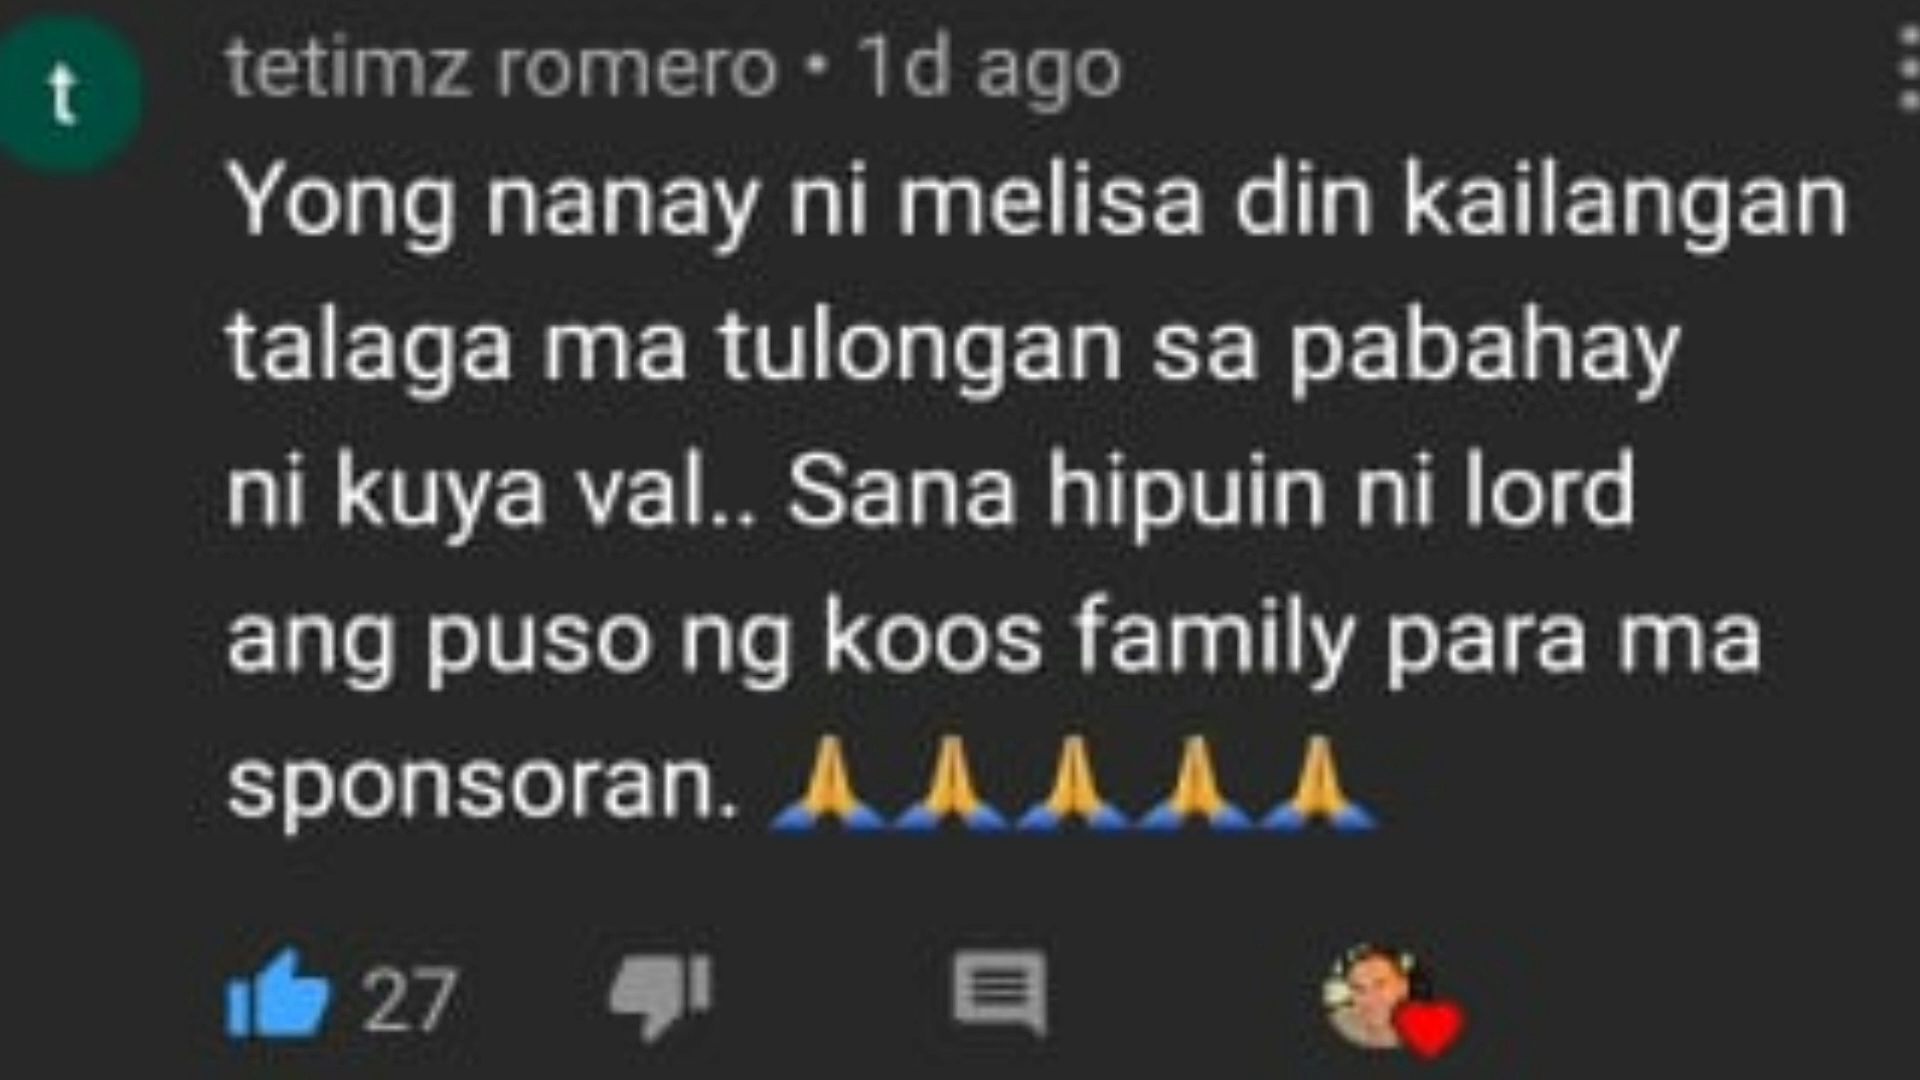 t
tetimz romero • 1d ago
Yong nanay ni melisa din kailangan
talaga ma tulongan sa pabahay
ni kuya val.. Sana hipuin ni lord
ang puso ng koos family para ma
sponsoran. 🙏🙏🙏🙏🙏
27